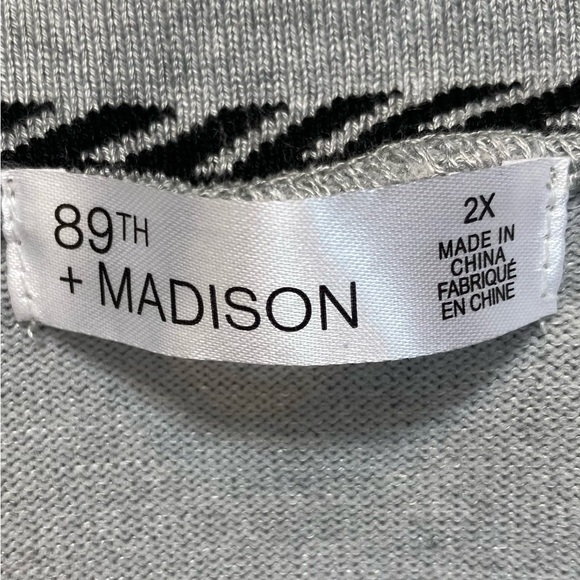 89TH
+ MADISON
2X
MADE IN
CHINA
FABRIQUÉ
EN CHINE